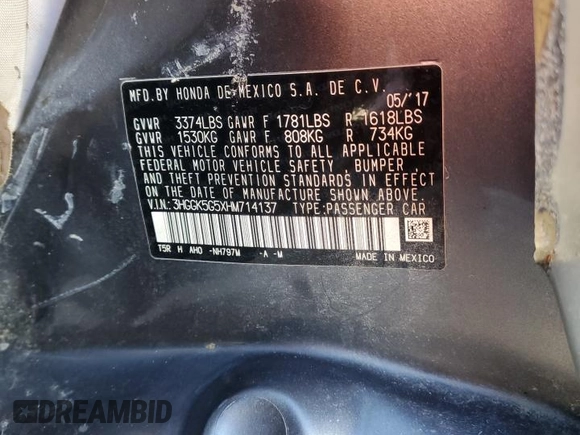 MFD.BY HONDA DE MEXICO S.A. DE C.V.
05/'17
GVWR 3374LBS GAWR F 1781LBS R 1618LBS
GVWR 1530KG GAWR F 808KG R 734KG
THIS VEHICLE CONFORMS TO ALL APPLICABLE
FEDERAL MOTOR VEHICLE SAFETY, BUMPER,
AND THEFT PREVENTION STANDARDS IN EFFECT
ON THE DATE OF MANUFACTURE SHOWN ABOVE.
V.I.N.: 3HGGK5G5XHM714137 TYPE:PASSENGER CAR
T5R H AHO -NH797M -A -M
MADE IN MEXICO
DREAMBID